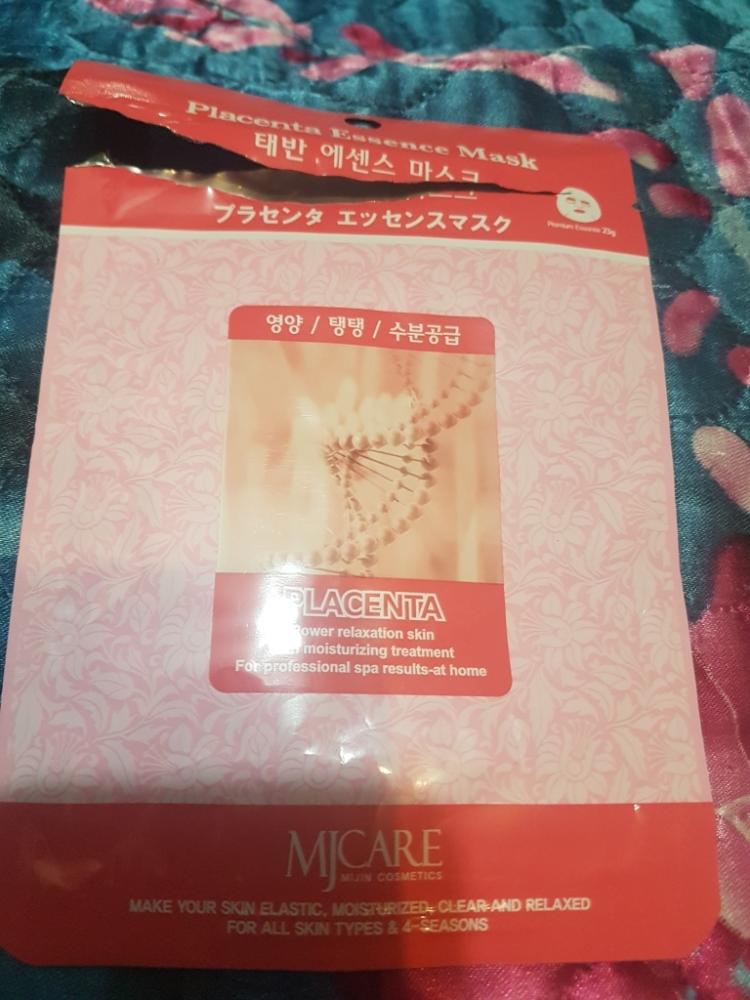 Placenta Essence Mask
태반 에센스 마스크
プラセンタ エッセンスマスク
Premium Essence 23g
영양 / 탱탱 / 수분공급
PLACENTA
Power relaxation skin
moisturizing treatment
For professional spa results-at home
MJCARE
MIJIN COSMETICS
MAKE YOUR SKIN ELASTIC, MOISTURIZED, CLEAR AND RELAXED
FOR ALL SKIN TYPES & 4-SEASONS